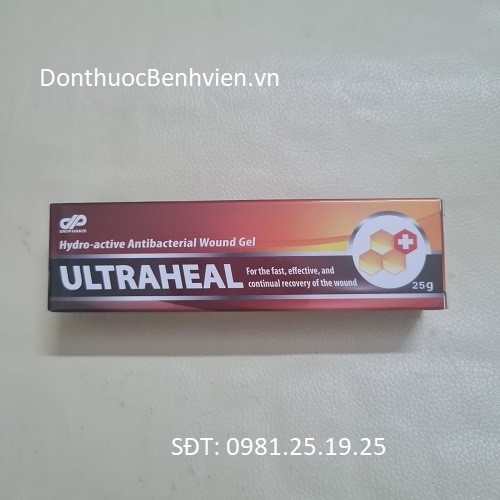 DonthuocBenhvien.vn
Hydro-active Antibacterial Wound Gel
ULTRAHEAL
For the fast, effective, and
continual recovery of the wound
25g
SĐT: 0981.25.19.25